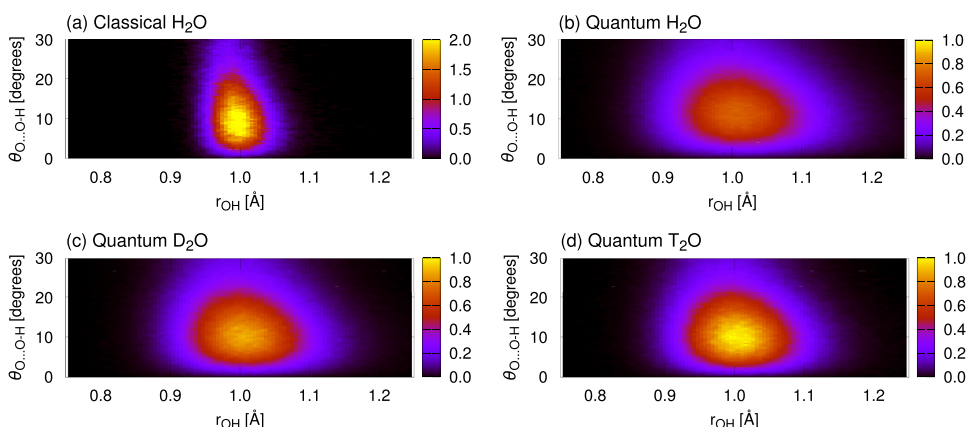 (a) Classical H2O
30
20
10
0
θO...O-H [degrees]
0.8 0.9 1.0 1.1 1.2
rOH [Å]
2.0
1.5
1.0
0.5
0.0
(b) Quantum H2O
30
20
10
0
θO...O-H [degrees]
0.8 0.9 1.0 1.1 1.2
rOH [Å]
1.0
0.8
0.6
0.4
0.2
0.0
(c) Quantum D2O
30
20
10
0
θO...O-H [degrees]
0.8 0.9 1.0 1.1 1.2
rOH [Å]
1.0
0.8
0.6
0.4
0.2
0.0
(d) Quantum T2O
30
20
10
0
θO...O-H [degrees]
0.8 0.9 1.0 1.1 1.2
rOH [Å]
1.0
0.8
0.6
0.4
0.2
0.0